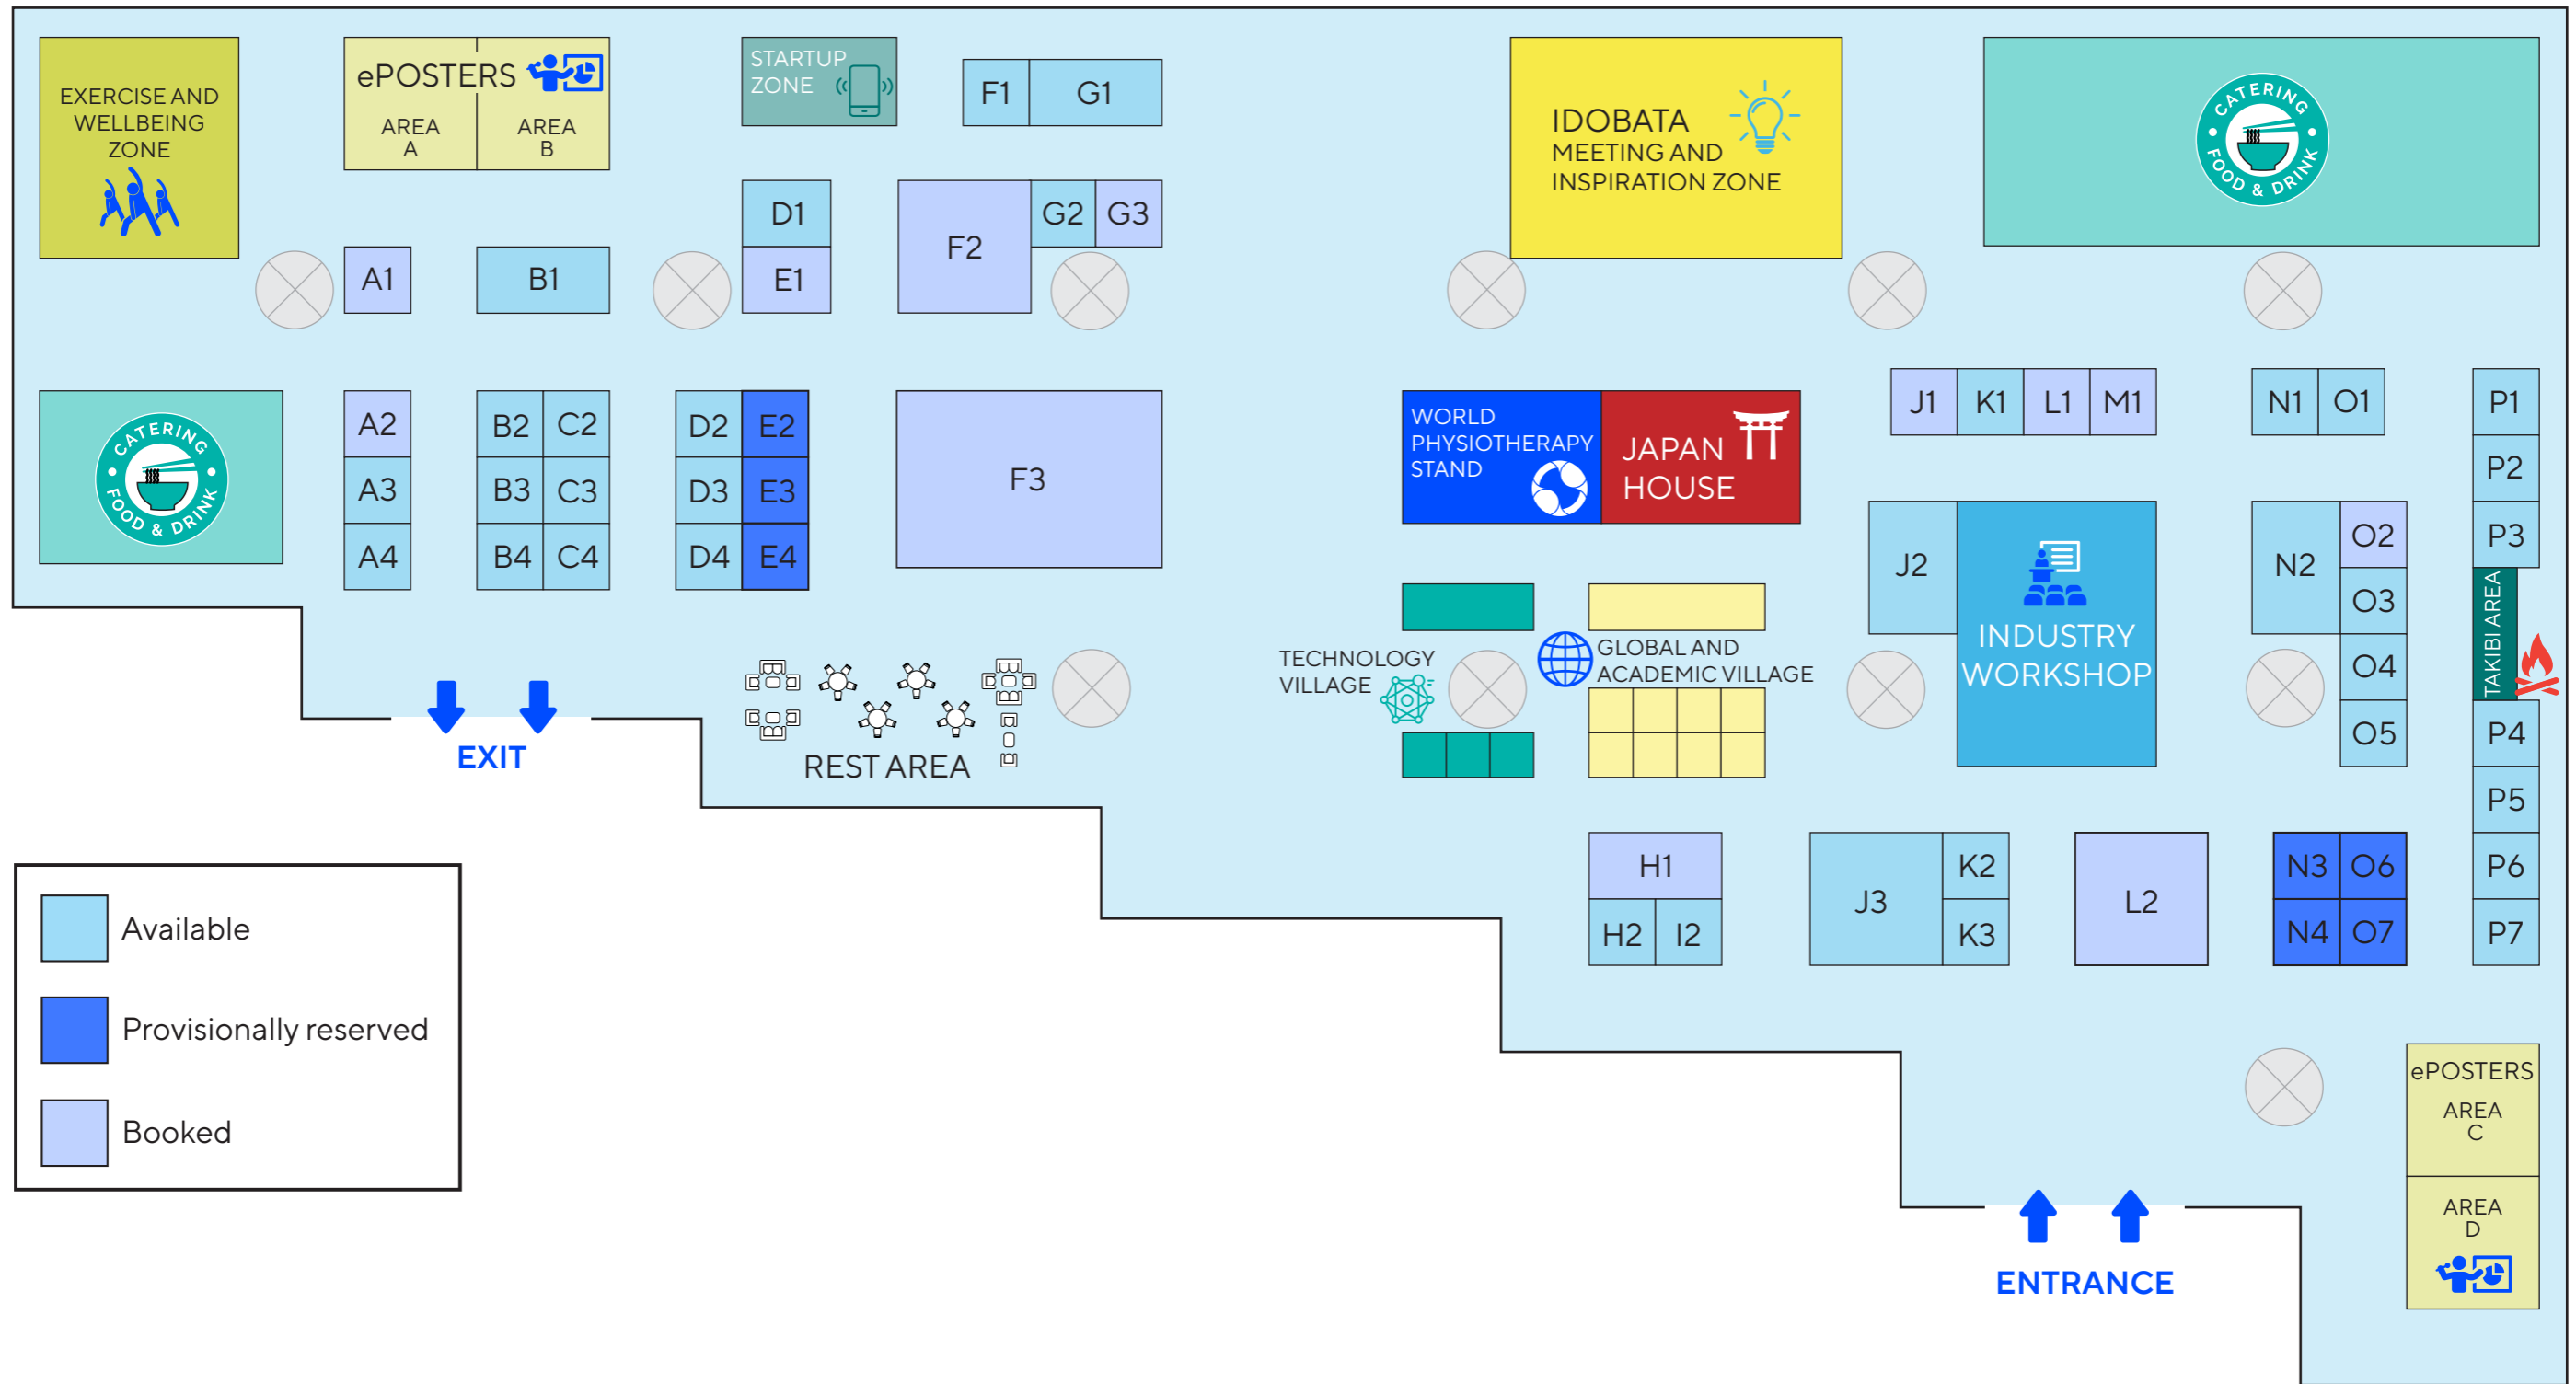 EXERCISE AND
WELLBEING
ZONE
ePOSTERS
AREA
A
AREA
B
STARTUP
ZONE
F1
G1
IDOBATA
MEETING AND
INSPIRATION ZONE
CATERING
FOOD & DRINK
D1
E1
F2
G2
G3
A1
B1
CATERING
FOOD & DRINK
A2
A3
A4
B2
C2
B3
C3
B4
C4
D2
E2
D3
E3
D4
E4
F3
WORLD
PHYSIOTHERAPY
STAND
JAPAN
HOUSE
J1
K1
L1
M1
N1
O1
P1
P2
P3
J2
INDUSTRY
WORKSHOP
N2
O2
O3
O4
O5
TAKIBI AREA
P4
P5
P6
P7
TECHNOLOGY
VILLAGE
GLOBAL AND
ACADEMIC VILLAGE
EXIT
REST AREA
H1
H2
I2
J3
K2
K3
L2
N3
O6
N4
O7
Available
Provisionally reserved
Booked
ePOSTERS
AREA
C
AREA
D
ENTRANCE